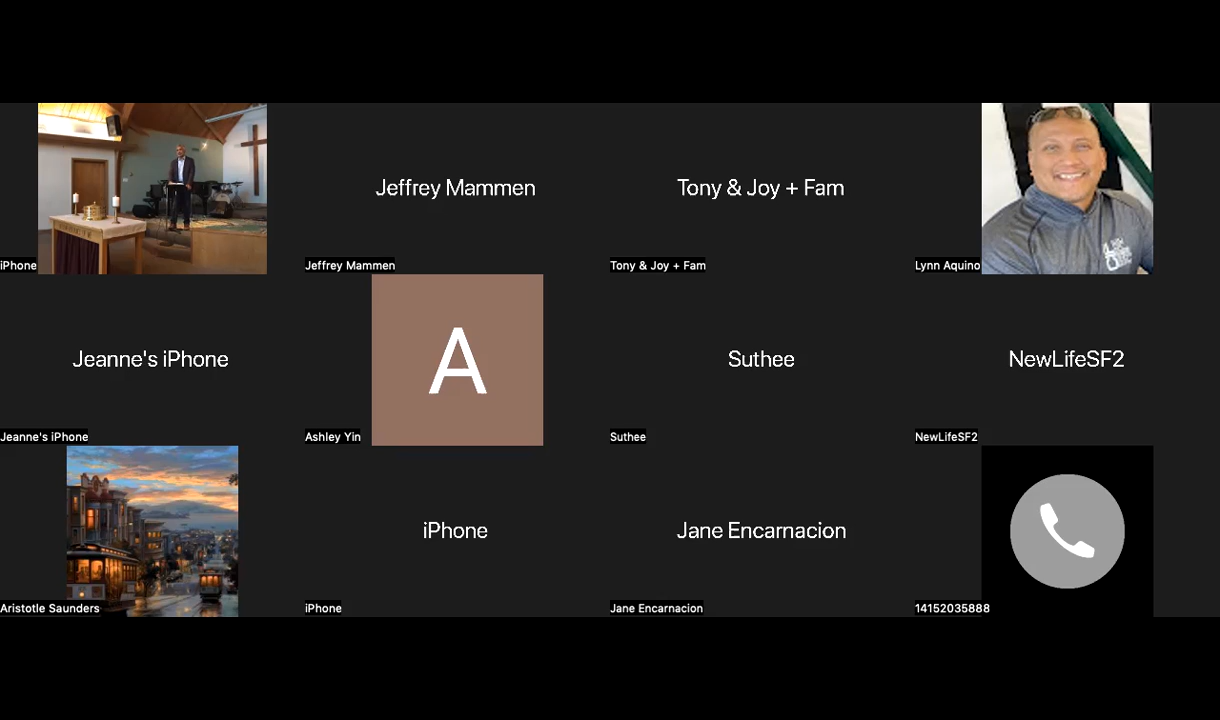 Jeffrey Mammen
Tony & Joy + Fam
iPhone
Jeffrey Mammen
Tony & Joy + Fam
Lynn Aquino
Jeanne's iPhone
A
Suthee
NewLifeSF2
Jeanne's iPhone
Ashley Yin
Suthee
NewLifeSF2
iPhone
Jane Encarnacion
Aristotle Saunders
iPhone
Jane Encarnacion
14152035888